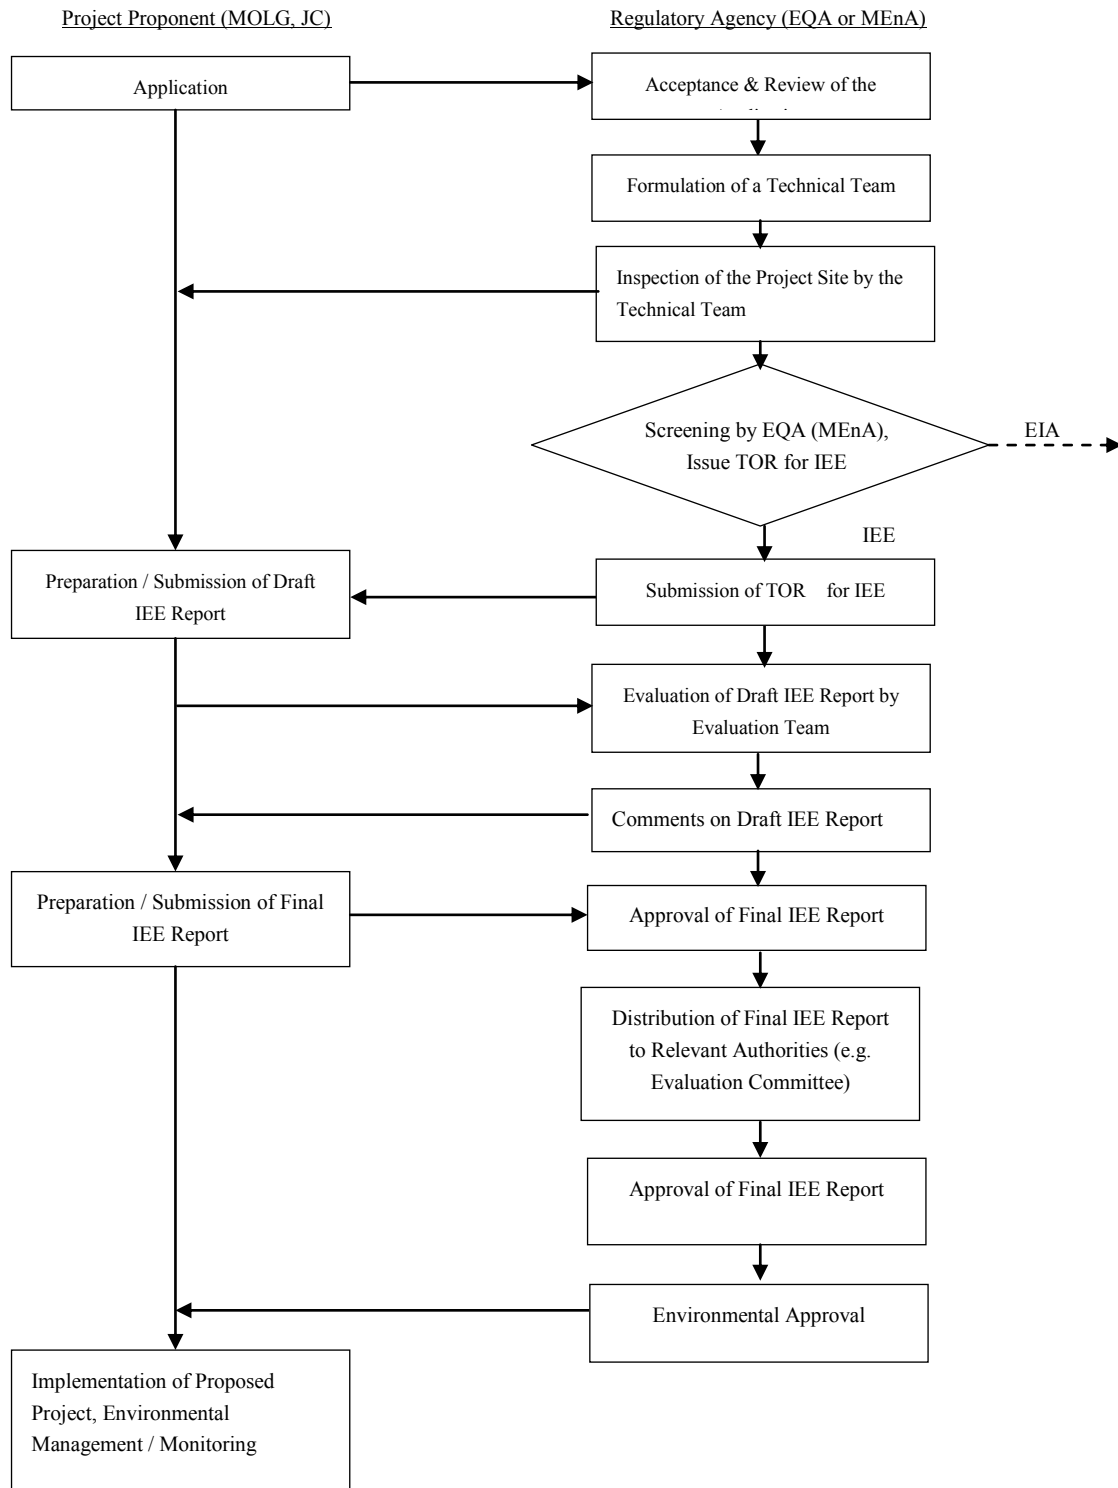 Project Proponent (MOLG, JC)
Regulatory Agency (EQA or MEnA)
Application
Acceptance & Review of the
Formulation of a Technical Team
Inspection of the Project Site by the
Technical Team
Screening by EQA (MEnA),
Issue TOR for IEE
EIA
IEE
Preparation / Submission of Draft
IEE Report
Submission of TOR for IEE
Evaluation of Draft IEE Report by
Evaluation Team
Comments on Draft IEE Report
Preparation / Submission of Final
IEE Report
Approval of Final IEE Report
Distribution of Final IEE Report
to Relevant Authorities (e.g.
Evaluation Committee)
Approval of Final IEE Report
Environmental Approval
Implementation of Proposed
Project, Environmental
Management / Monitoring